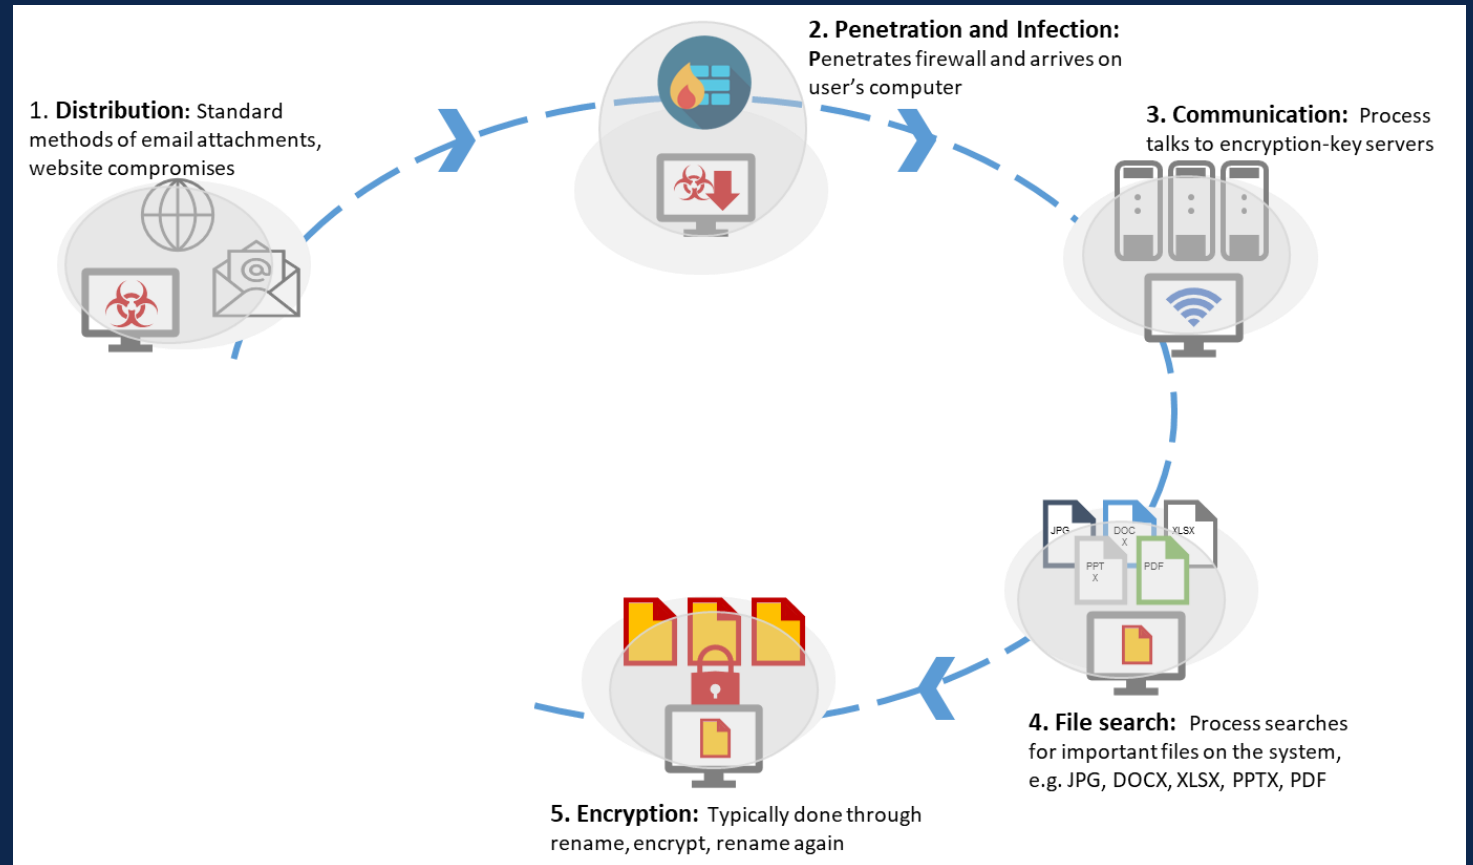 1. Distribution: Standard
methods of email attachments,
website compromises
2. Penetration and Infection:
Penetrates firewall and arrives on
user's computer
3. Communication: Process
talks to encryption-key servers
JPG
DOC
X
XLSX
PPT
X
PDF
4. File search: Process searches
for important files on the system,
e.g. JPG, DOCX, XLSX, PPTX, PDF
5. Encryption: Typically done through
rename, encrypt, rename again
@